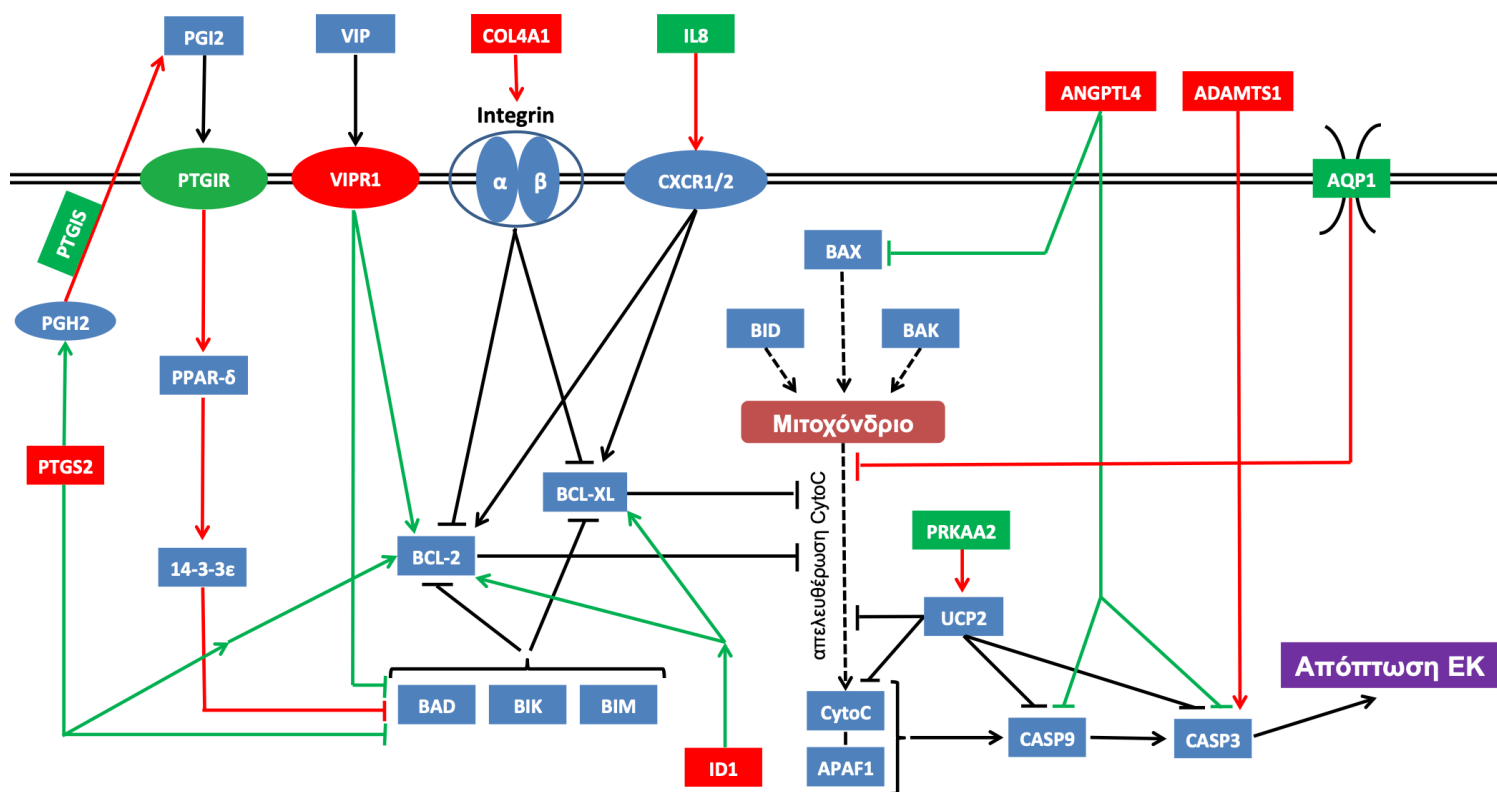 PGI2
VIP
COL4A1
IL8
ANGPTL4
ADAMTS1
Integrin
PTGIR
VIPR1
α
β
CXCR1/2
AQP1
PTGIS
BAX
PGH2
BID
BAK
PPAR-δ
Μιτοχόνδριο
PTGS2
BCL-XL
απελευθέρωση CytoC
PRKAA2
BCL-2
14-3-3ε
UCP2
Απόπτωση ΕΚ
BAD
BIK
BIM
CytoC
CASP9
CASP3
ID1
APAF1